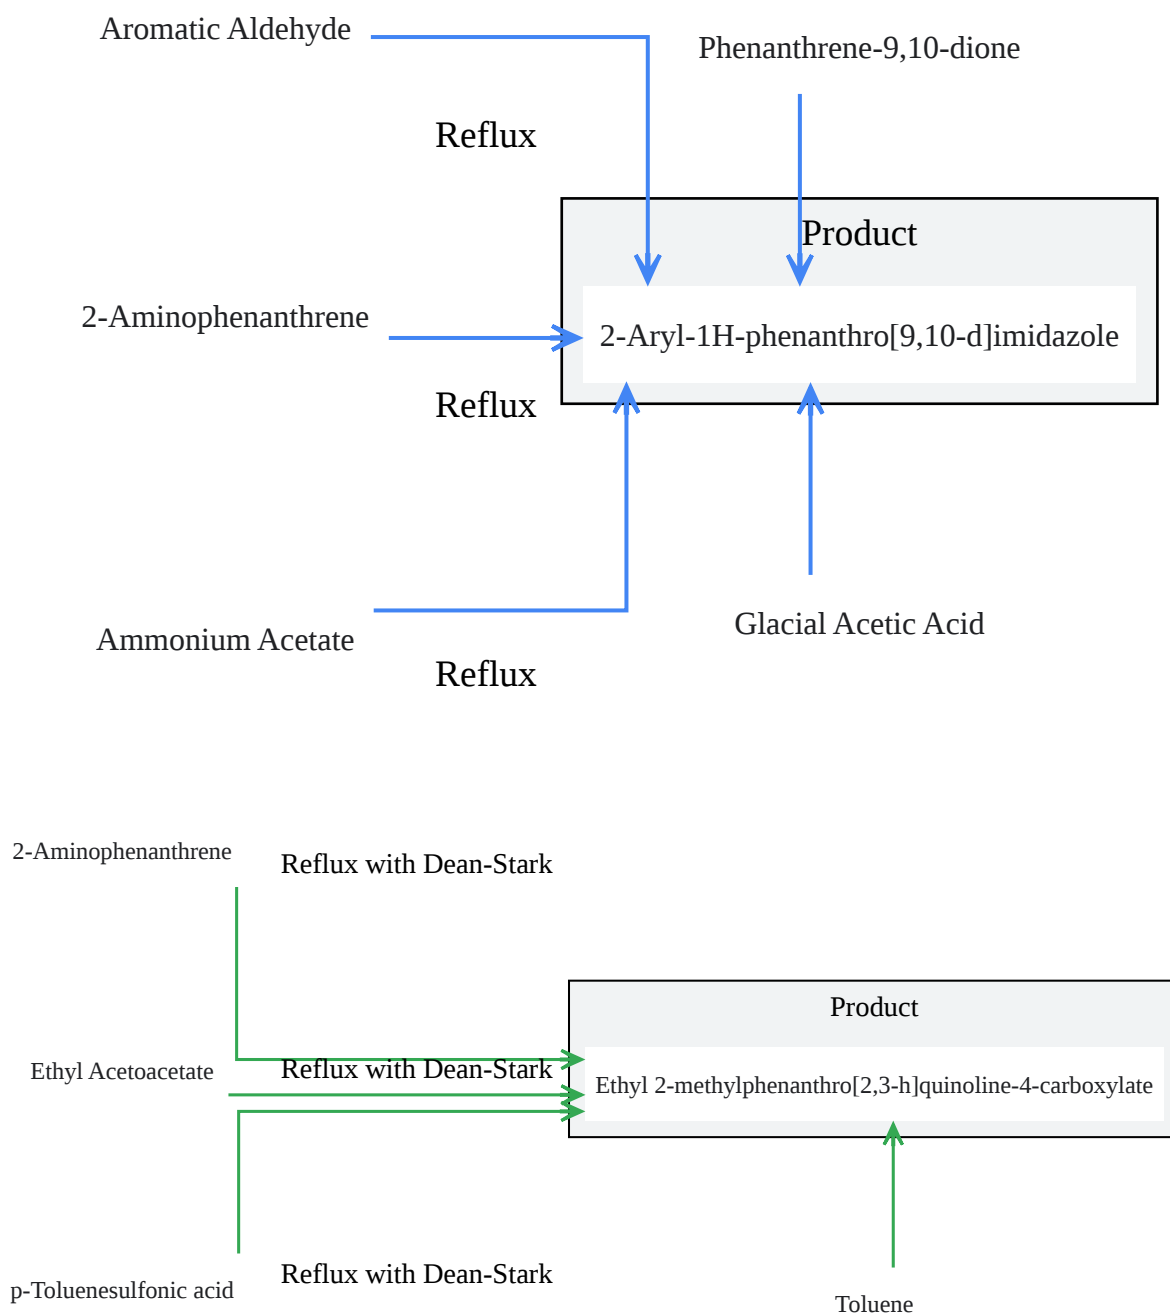 Aromatic Aldehyde
Phenanthrene-9,10-dione
Reflux
Product
2-Aminophenanthrene
2-Aryl-1H-phenanthro[9,10-d]imidazole
Reflux
Glacial Acetic Acid
Ammonium Acetate
Reflux
2-Aminophenanthrene
Reflux with Dean-Stark
Product
Ethyl Acetoacetate
Reflux with Dean-Stark
Ethyl 2-methylphenanthro[2,3-h]quinoline-4-carboxylate
p-Toluenesulfonic acid
Reflux with Dean-Stark
Toluene